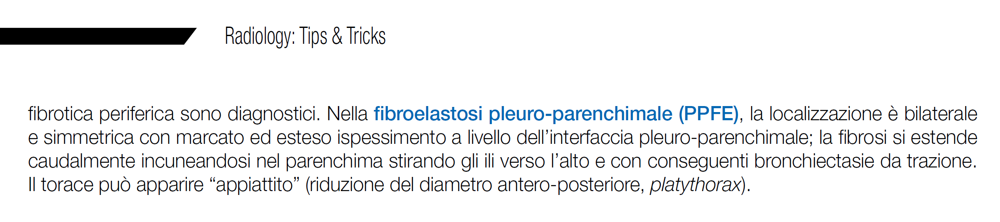 Radiology: Tips & Tricks
fibrotica periferica sono diagnostici. Nella fibroelastosi pleuro-parenchimale (PPFE), la localizzazione è bilaterale
e simmetrica con marcato ed esteso ispessimento a livello dell’interfaccia pleuro-parenchimale; la fibrosi si estende
caudalmente incuneandosi nel parenchima stirando gli ili verso l’alto e con conseguenti bronchiectasie da trazione.
Il torace può apparire “appiattito” (riduzione del diametro antero-posteriore, platythorax).